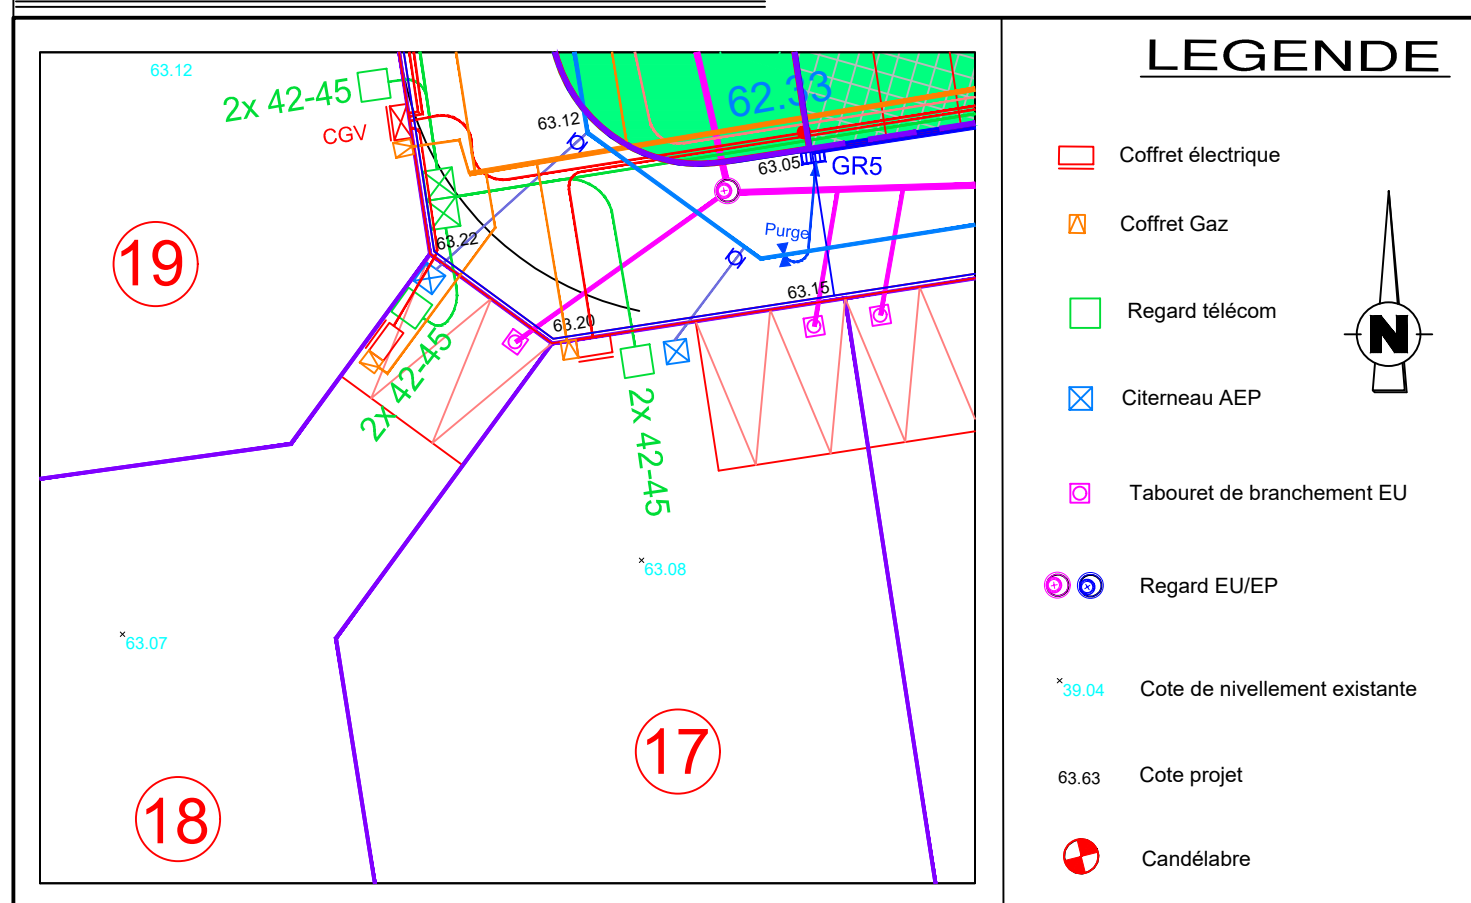 LEGENDE
63.12
2x 42-45
CGV
63.12
62.33
63.05
GR5
63.22
Purge
19
63.15
63.20
2x 42-45
2x 42-45
63.08
63.07
17
18
Coffret électrique
Coffret Gaz
Regard télécom
N
Citerneau AEP
Tabouret de branchement EU
Regard EU/EP
39.04 Cote de nivellement existante
63.63 Cote projet
Candélabre